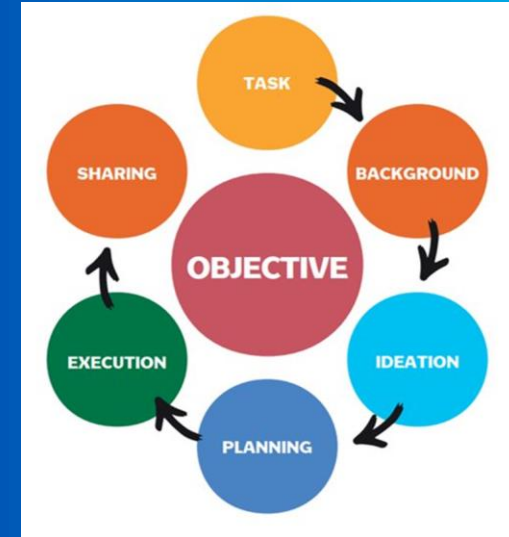 TASK
BACKGROUND
IDEATION
PLANNING
EXECUTION
SHARING
OBJECTIVE